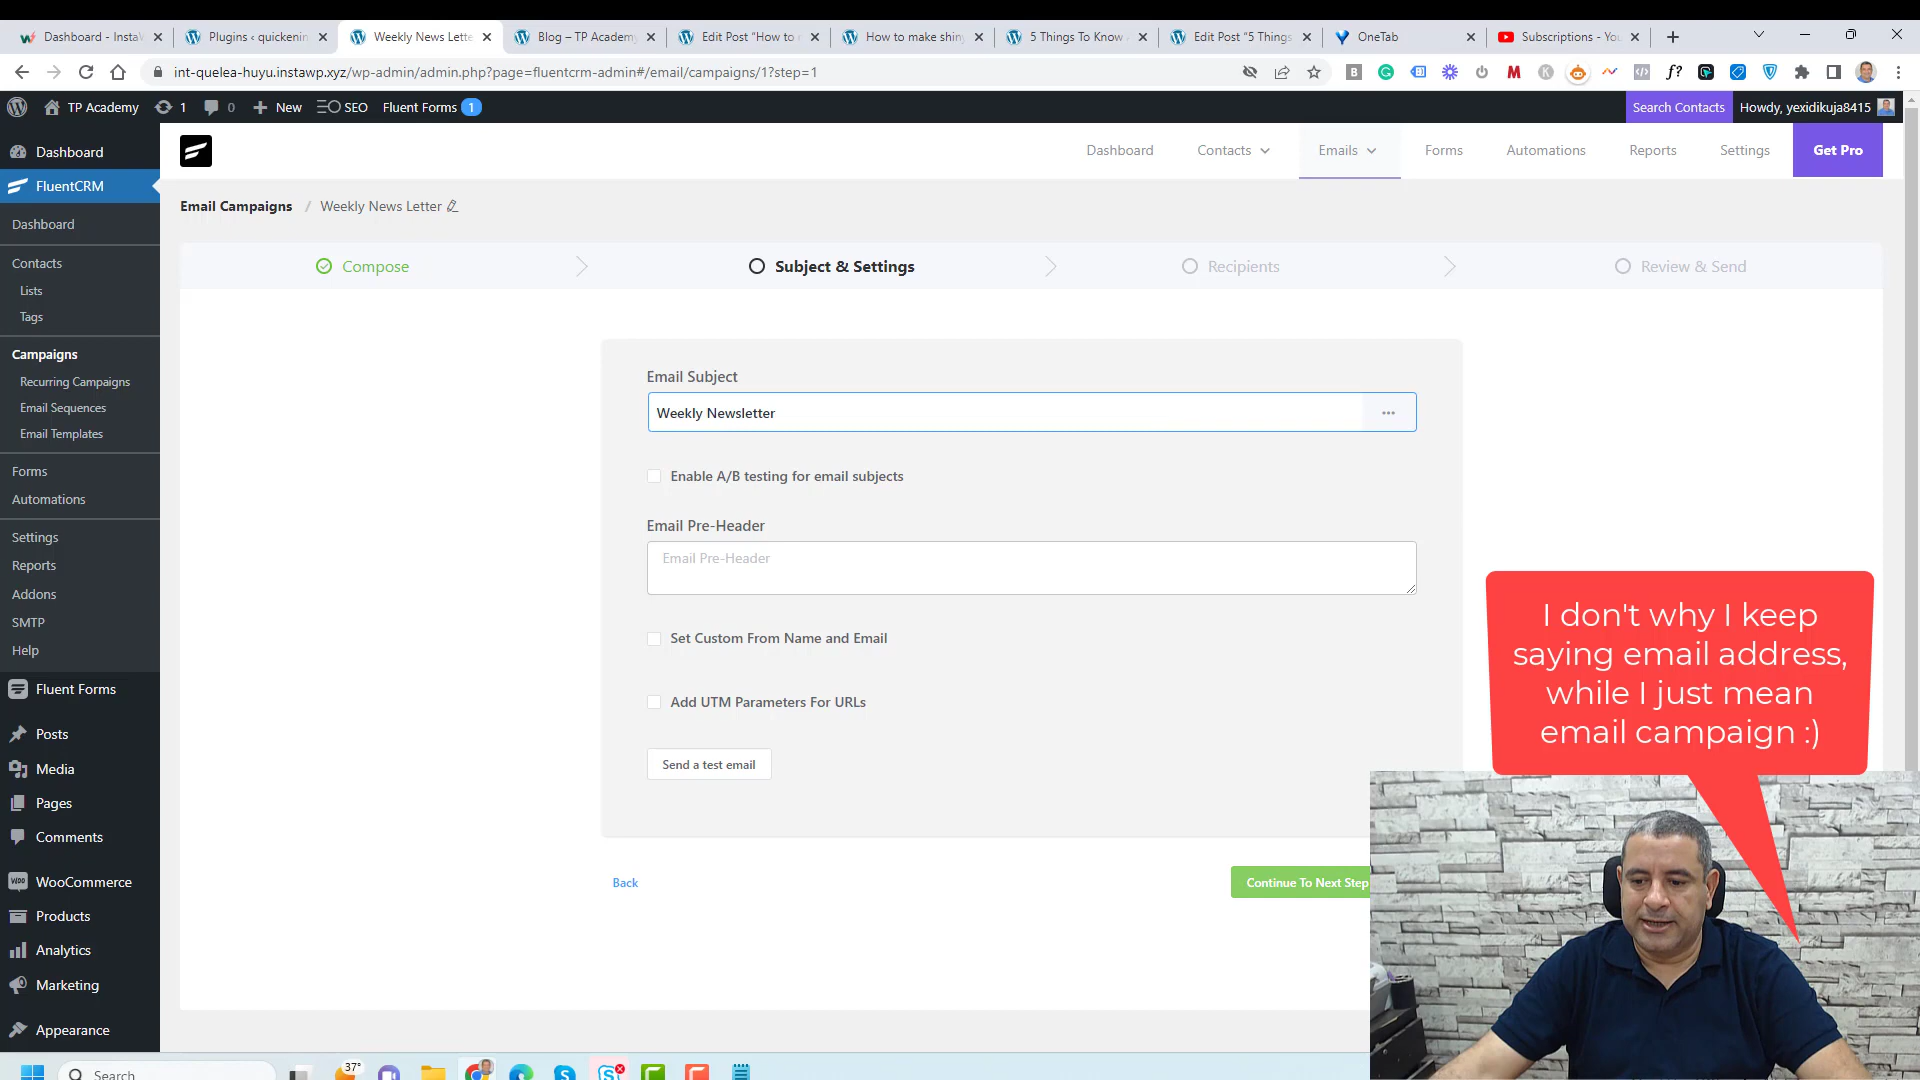 Dashboard - InstaW
Plugins ‹ quickenin
Weekly News Lette
Blog – TP Academy
Edit Post "How to
How to make shin
5 Things To Know
Edit Post "5 Things
OneTab
Subscriptions - You
int-quelea-huyu.instawp.xyz/wp-admin/admin.php?page=fluentcrm-admin#/email/campaigns/1?step=1
TP Academy
1
0
New
SEO
Fluent Forms 1
Search Contacts
Howdy, yexidikuja8415
Dashboard
FluentCRM
Dashboard
Contacts
Lists
Tags
Campaigns
Recurring Campaigns
Email Sequences
Email Templates
Forms
Automations
Settings
Reports
Addons
SMTP
Help
Fluent Forms
Posts
Media
Pages
Comments
WooCommerce
Products
Analytics
Marketing
Appearance
Dashboard
Contacts
Emails
Forms
Automations
Reports
Settings
Get Pro
Email Campaigns / Weekly News Letter
Compose
Subject & Settings
Recipients
Review & Send
Email Subject
Weekly Newsletter
Enable A/B testing for email subjects
Email Pre-Header
Email Pre-Header
Set Custom From Name and Email
Add UTM Parameters For URLs
Send a test email
Back
Continue To Next Step
I don't why I keep
saying email address,
while I just mean
email campaign :)
Search
37°